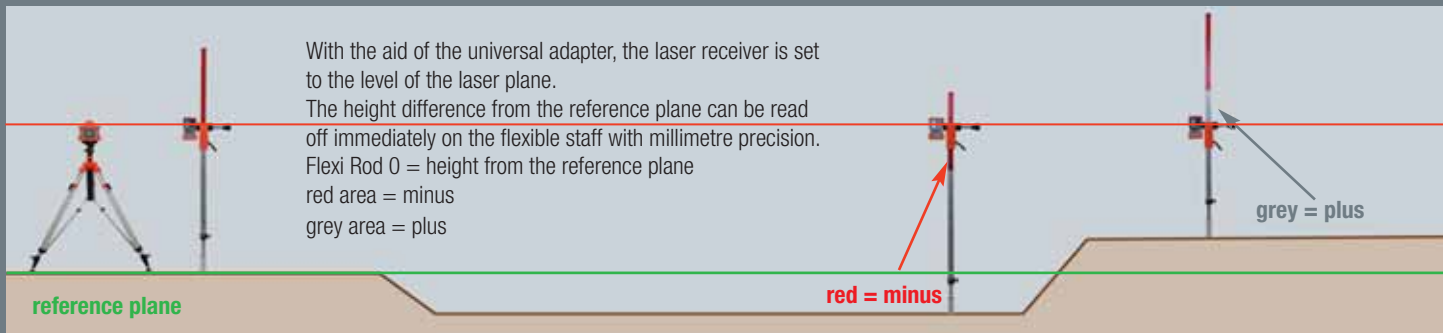 With the aid of the universal adapter, the laser receiver is set
to the level of the laser plane.
The height difference from the reference plane can be read
off immediately on the flexible staff with millimetre precision.
Flexi Rod 0 = height from the reference plane
red area = minus
grey area = plus
grey = plus
red = minus
reference plane